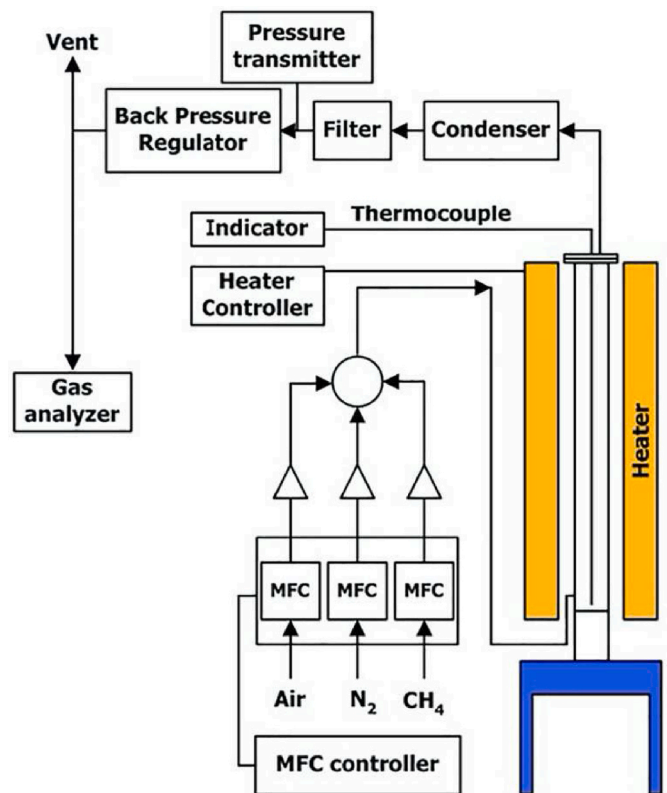 Vent
Pressure
transmitter
Back Pressure
Regulator
Filter
Condenser
Indicator
Thermocouple
Heater
Controller
Gas
analyzer
Heater
MFC
MFC
MFC
Air
N₂
CH₄
MFC controller